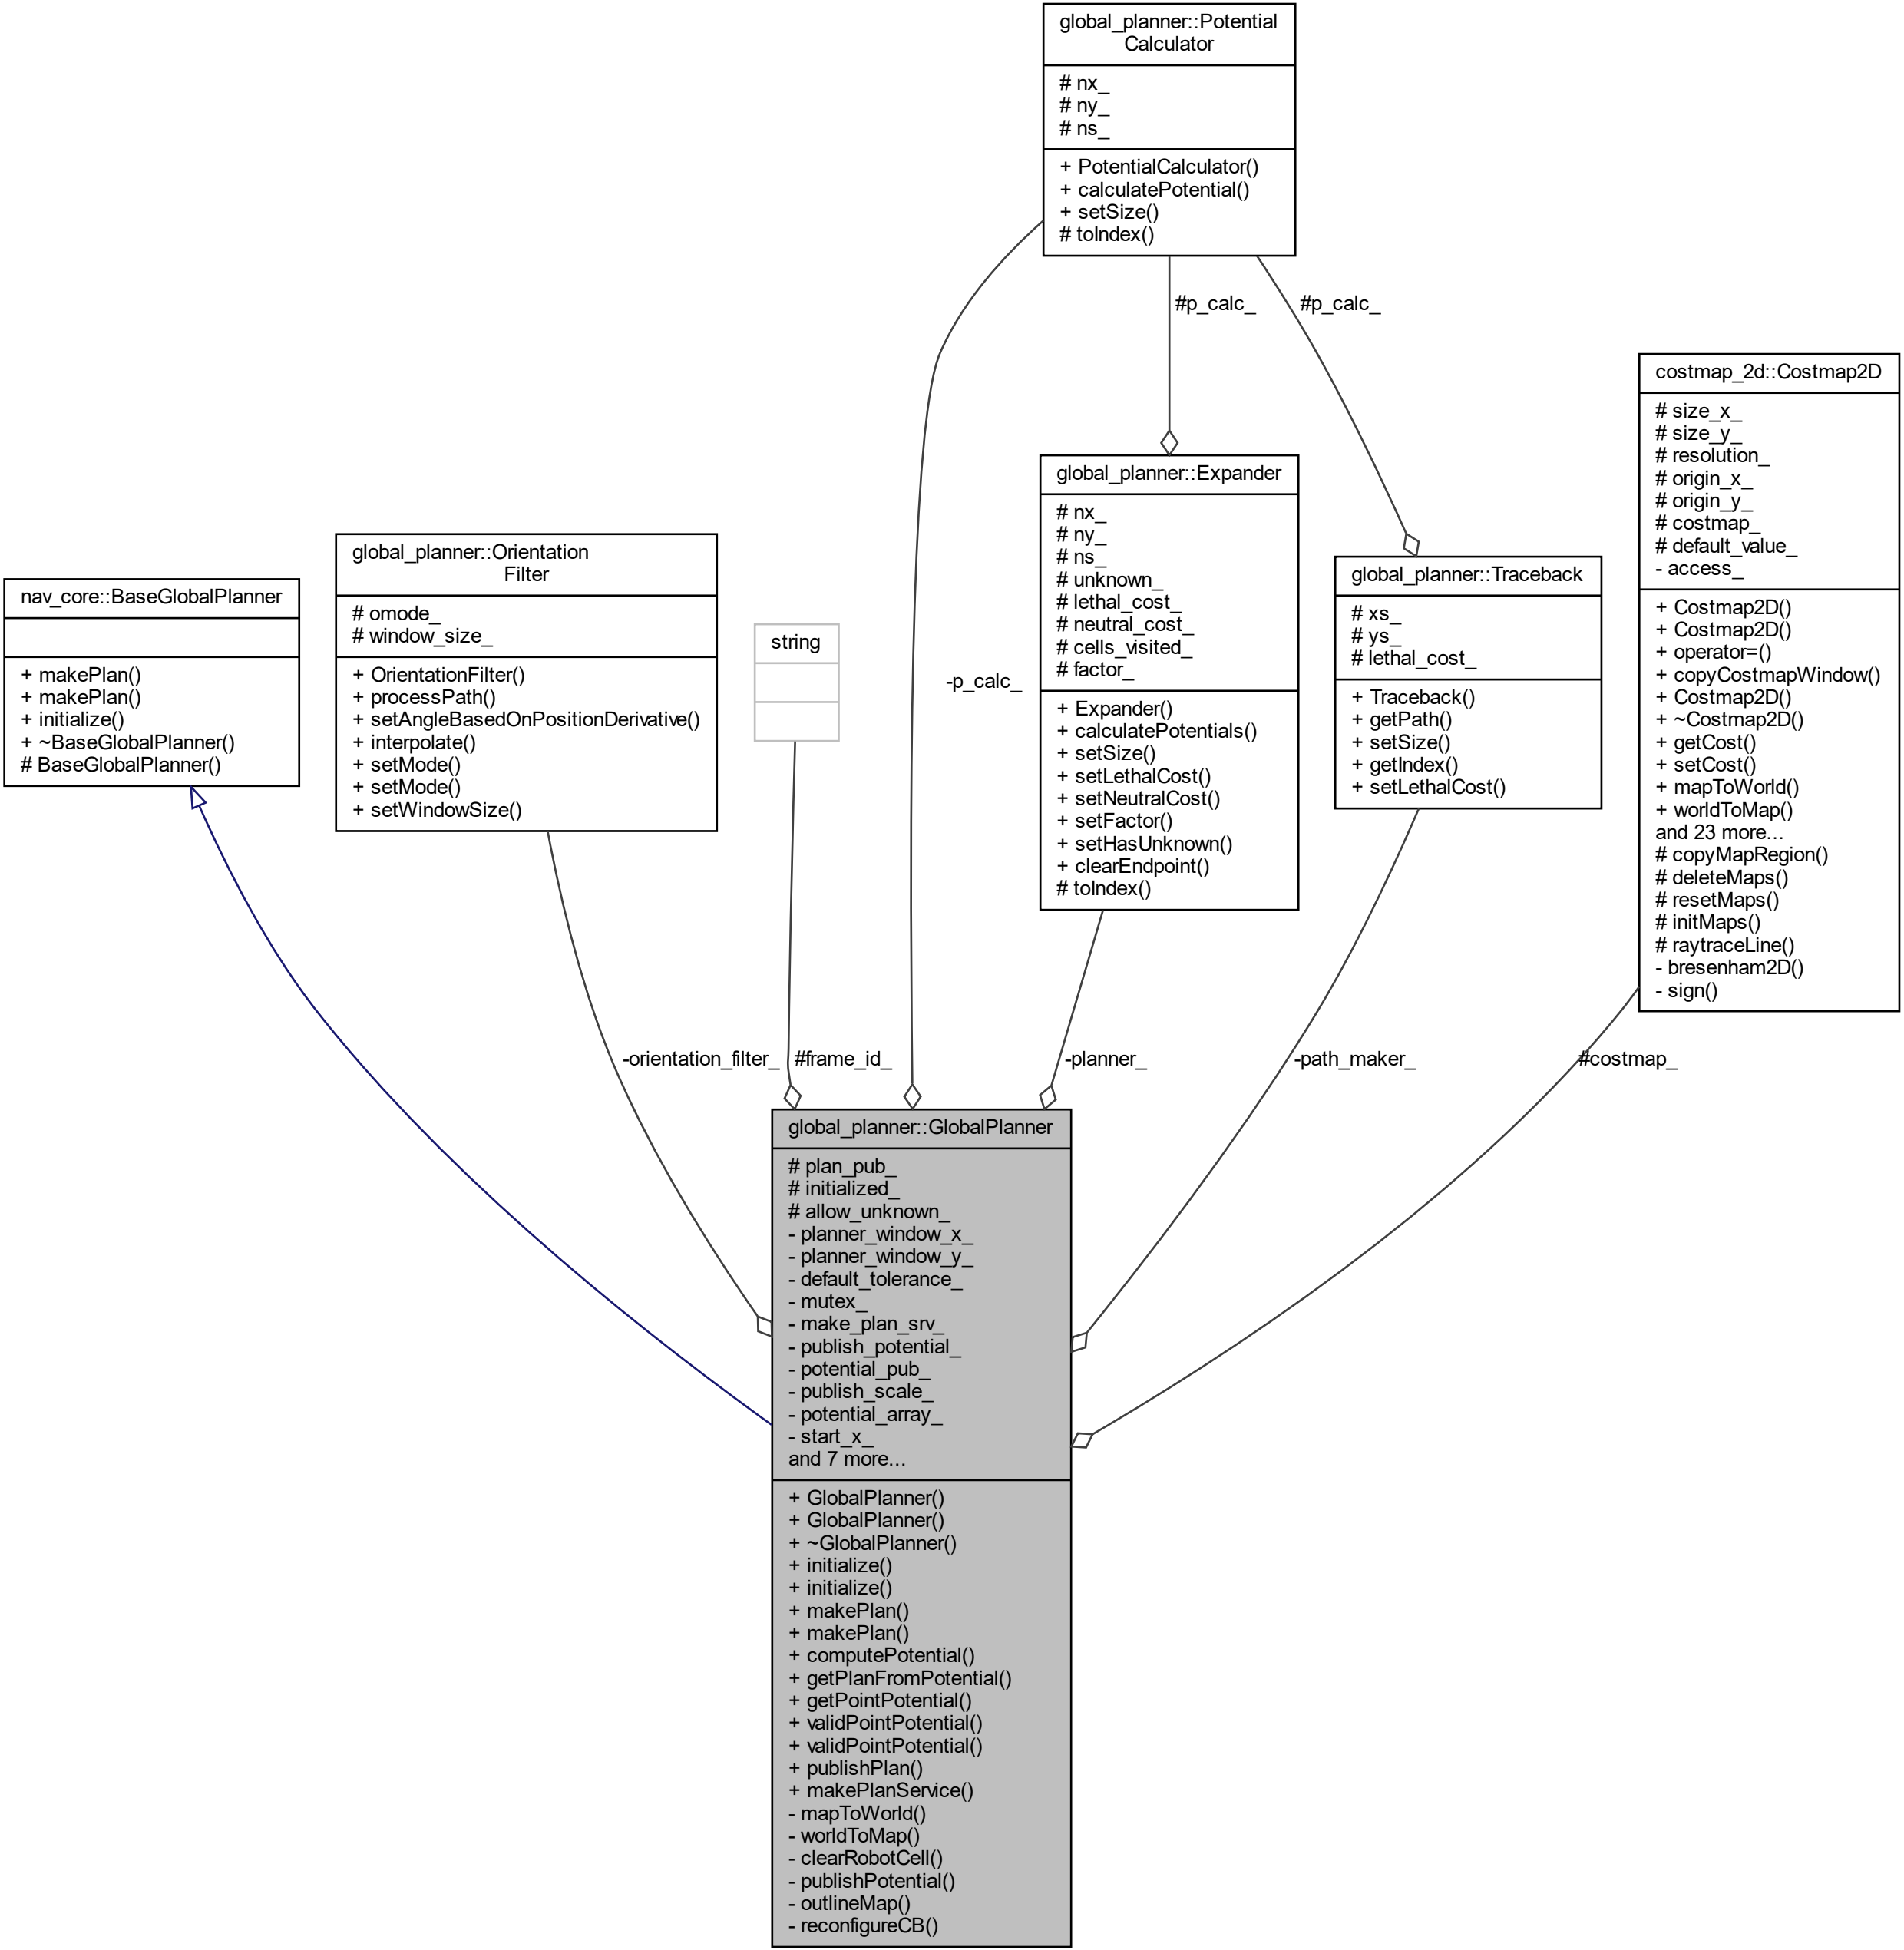 global_planner::Potential
Calculator
# nx_
# ny_
# ns_
+ PotentialCalculator()
+ calculatePotential()
+ setSize()
# toIndex()
#p_calc_
#p_calc_
costmap_2d::Costmap2D
# size_x_
# size_y_
# resolution_
# origin_x_
# origin_y_
# costmap_
# default_value_
- access_
+ Costmap2D()
+ Costmap2D()
+ operator=()
+ copyCostmapWindow()
+ Costmap2D()
+ ~Costmap2D()
+ getCost()
+ setCost()
+ mapToWorld()
+ worldToMap()
and 23 more...
# copyMapRegion()
# deleteMaps()
# resetMaps()
# initMaps()
# raytraceLine()
- bresenham2D()
- sign()
global_planner::Expander
# nx_
# ny_
# ns_
# unknown_
# lethal_cost_
# neutral_cost_
# cells_visited_
# factor_
+ Expander()
+ calculatePotentials()
+ setSize()
+ setLethalCost()
+ setNeutralCost()
+ setFactor()
+ setHasUnknown()
+ clearEndpoint()
# toIndex()
global_planner::Traceback
# xs_
# ys_
# lethal_cost_
+ Traceback()
+ getPath()
+ setSize()
+ getIndex()
+ setLethalCost()
global_planner::Orientation
Filter
# omode_
# window_size_
+ OrientationFilter()
+ processPath()
+ setAngleBasedOnPositionDerivative()
+ interpolate()
+ setMode()
+ setMode()
+ setWindowSize()
nav_core::BaseGlobalPlanner
+ makePlan()
+ makePlan()
+ initialize()
+ ~BaseGlobalPlanner()
# BaseGlobalPlanner()
string
-p_calc_
-orientation_filter_
#frame_id_
-planner_
-path_maker_
#costmap_
global_planner::GlobalPlanner
# plan_pub_
# initialized_
# allow_unknown_
- planner_window_x_
- planner_window_y_
- default_tolerance_
- mutex_
- make_plan_srv_
- publish_potential_
- potential_pub_
- publish_scale_
- potential_array_
- start_x_
and 7 more...
+ GlobalPlanner()
+ GlobalPlanner()
+ ~GlobalPlanner()
+ initialize()
+ initialize()
+ makePlan()
+ makePlan()
+ computePotential()
+ getPlanFromPotential()
+ getPointPotential()
+ validPointPotential()
+ validPointPotential()
+ publishPlan()
+ makePlanService()
- mapToWorld()
- worldToMap()
- clearRobotCell()
- publishPotential()
- outlineMap()
- reconfigureCB()